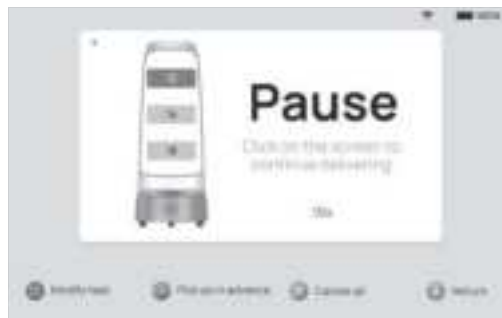 Pause
Click on the screen to
continue delivering
Modify task
Pick up in advance
Cancel all
Return